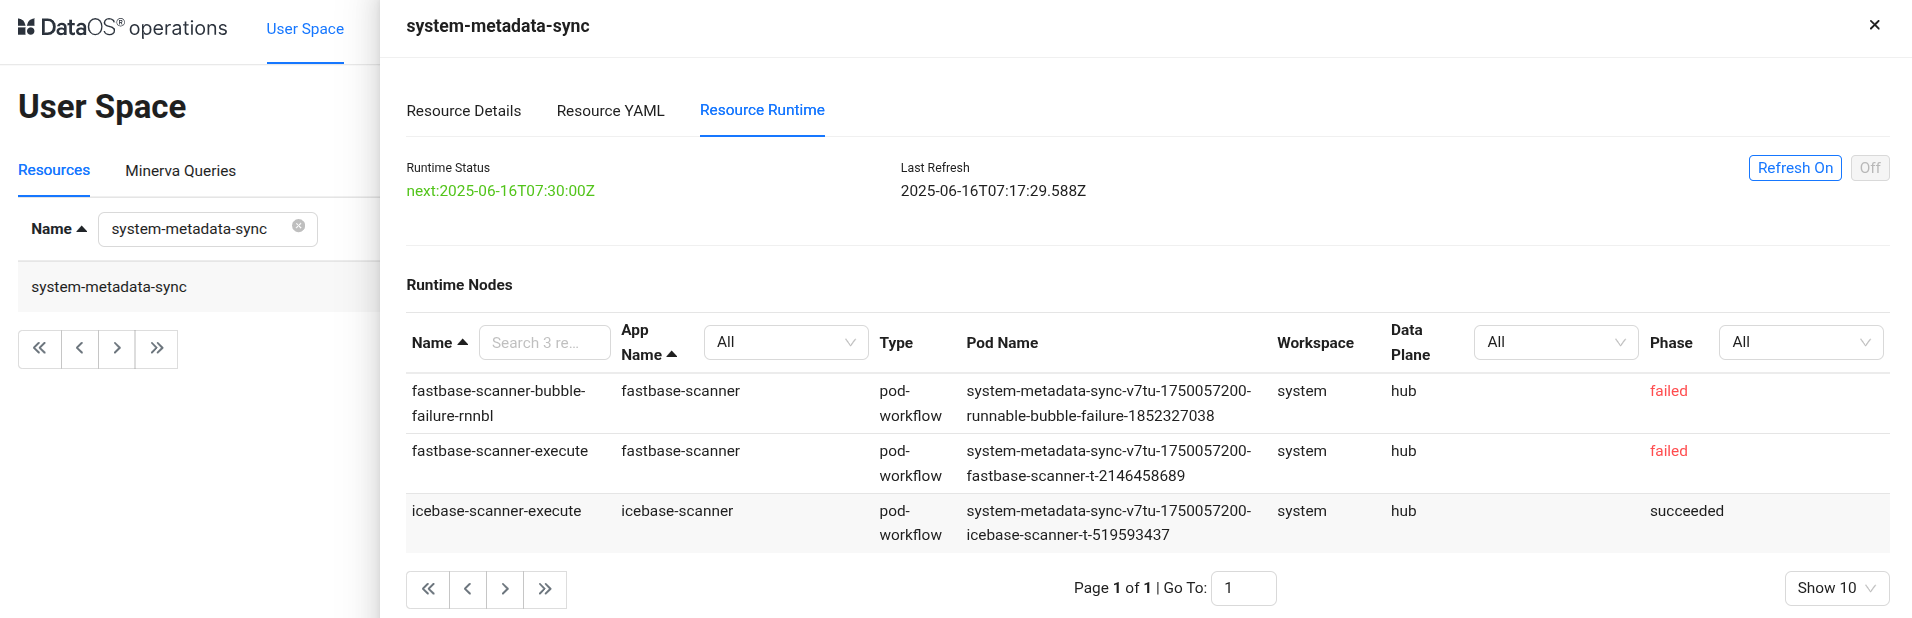 DataOS® operations
User Space
User Space
Resources
Minerva Queries
Name
system-metadata-sync
system-metadata-sync
system-metadata-sync
Resource Details
Resource YAML
Resource Runtime
Runtime Status
next:2025-06-16T07:30:00Z
Last Refresh
2025-06-16T07:17:29.588Z
Refresh On
Off
Runtime Nodes
Name
Search 3 re...
App
Name
All
Type
Pod Name
Workspace
Data
Plane
All
Phase
All
fastbase-scanner-bubble-
failure-rnnbl
fastbase-scanner
pod-
workflow
system-metadata-sync-v7tu-1750057200-
runnable-bubble-failure-1852327038
system
hub
failed
fastbase-scanner-execute
fastbase-scanner
pod-
workflow
system-metadata-sync-v7tu-1750057200-
fastbase-scanner-t-2146458689
system
hub
failed
icebase-scanner-execute
icebase-scanner
pod-
workflow
system-metadata-sync-v7tu-1750057200-
icebase-scanner-t-519593437
system
hub
succeeded
Page 1 of 1 | Go To: 1
Show 10